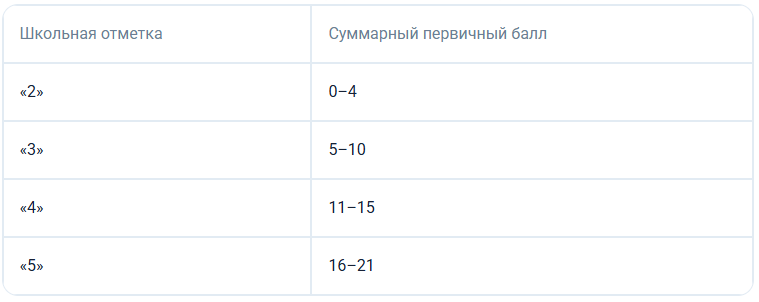 Школьная отметка Суммарный первичный балл
«2» 0–4
«3» 5–10
«4» 11–15
«5» 16–21